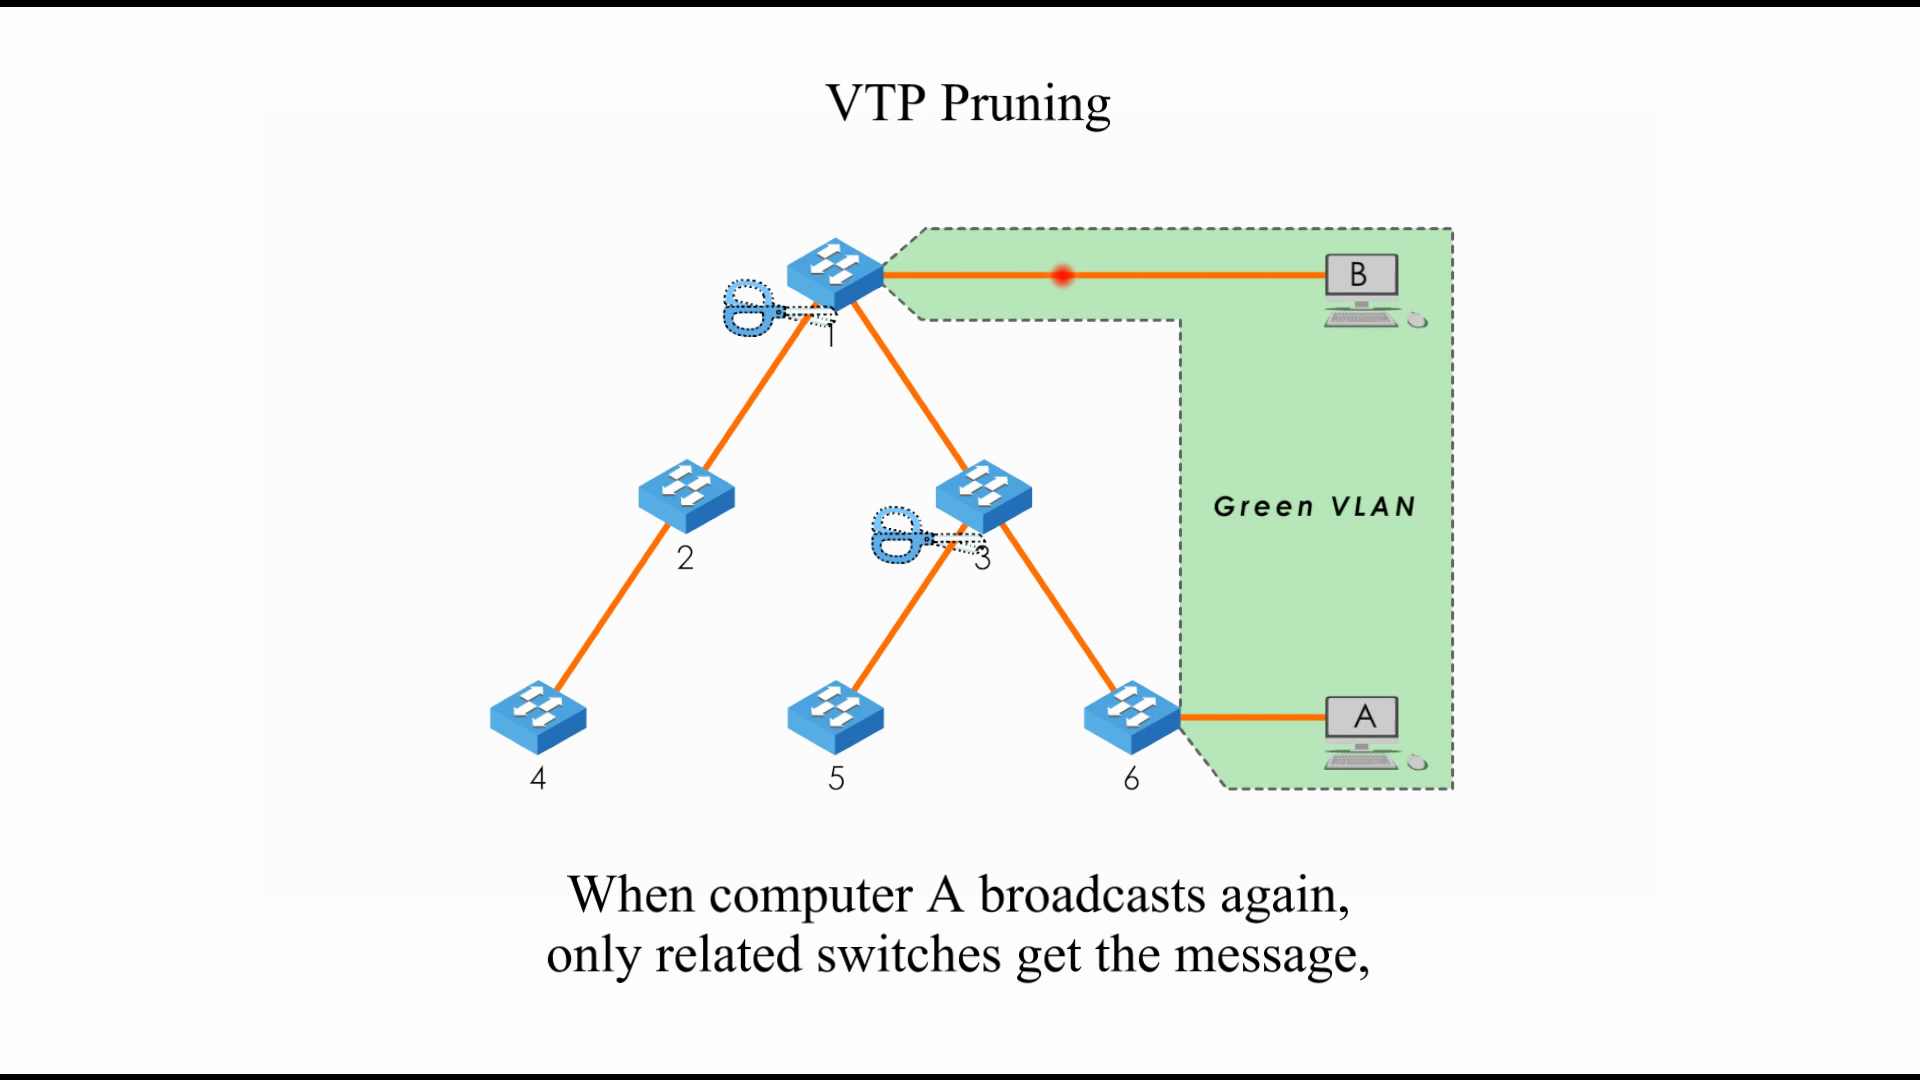 VTP Pruning
B
1
Green VLAN
2
3
A
4
5
6
When computer A broadcasts again,
only related switches get the message,